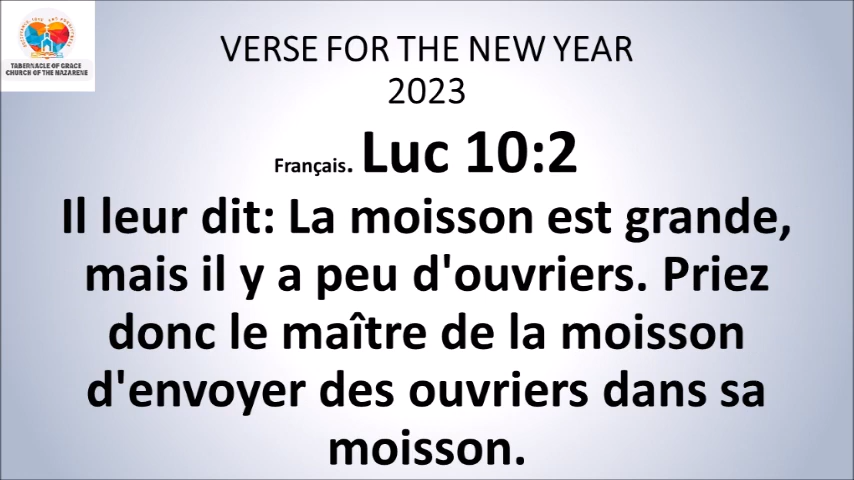 TABERNACLE OF GRACE
CHURCH OF THE NAZARENE
VERSE FOR THE NEW YEAR
2023
Français. Luc 10:2
Il leur dit: La moisson est grande,
mais il y a peu d'ouvriers. Priez
donc le maître de la moisson
d'envoyer des ouvriers dans sa
moisson.